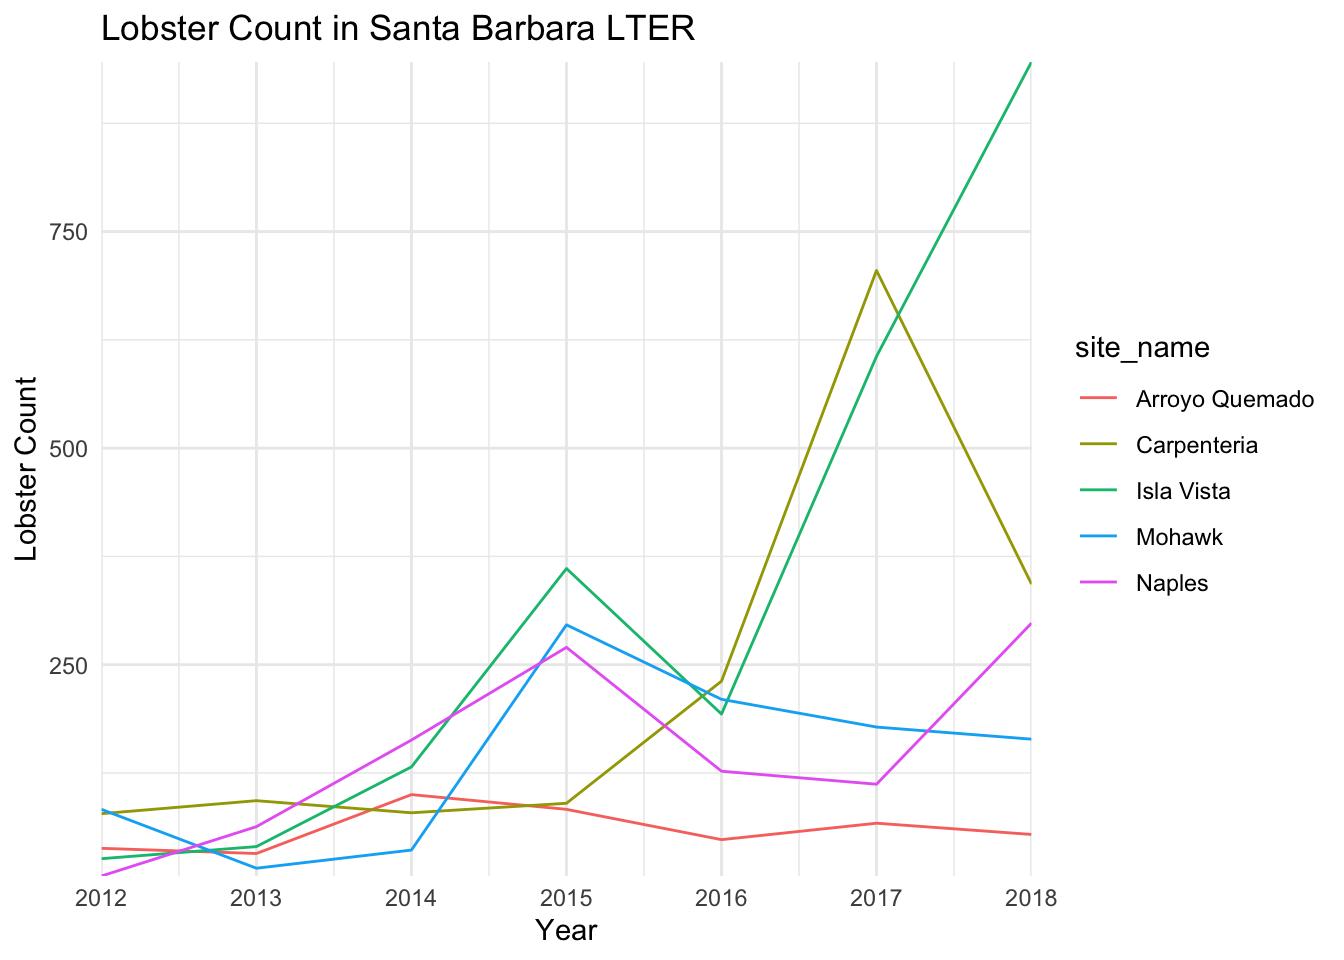 Lobster Count in Santa Barbara LTER
Lobster Count
750
500
250
2012 2013 2014 2015 2016 2017 2018
Year
site_name
Arroyo Quemado
Carpenteria
Isla Vista
Mohawk
Naples